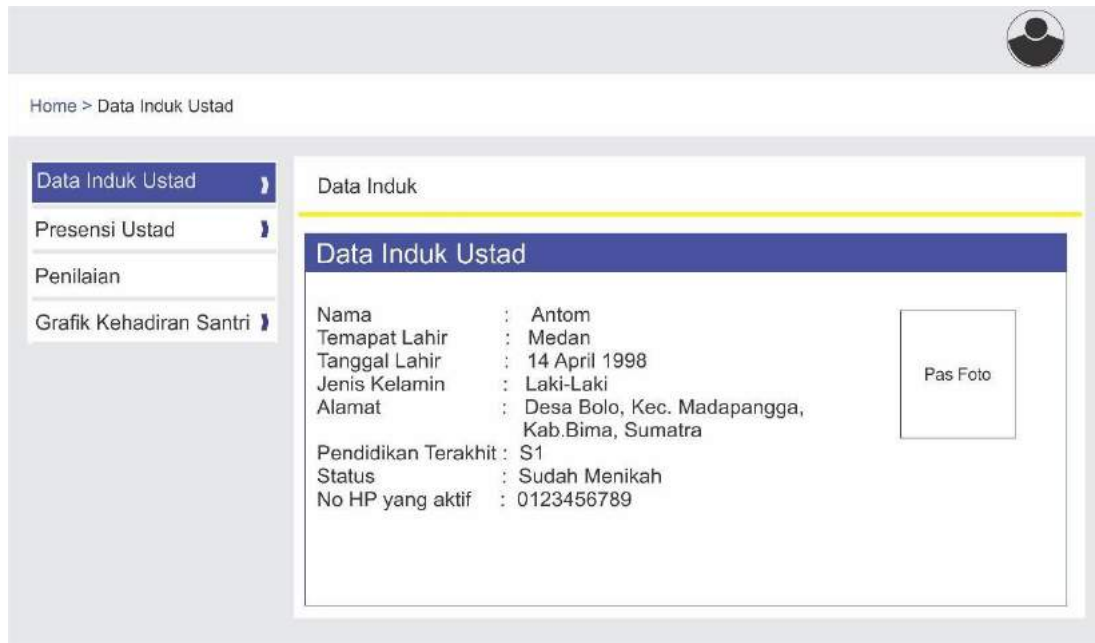 Home > Data Induk Ustad
Data Induk Ustad
Presensi Ustad
Penilaian
Grafik Kehadiran Santri
Data Induk
Data Induk Ustad
Nama : Antom
Temapat Lahir : Medan
Tanggal Lahir : 14 April 1998
Jenis Kelamin : Laki-Laki
Alamat : Desa Bolo, Kec. Madapangga,
Kab.Bima, Sumatra
Pendidikan Terakhit : S1
Status : Sudah Menikah
No HP yang aktif : 0123456789
Pas Foto